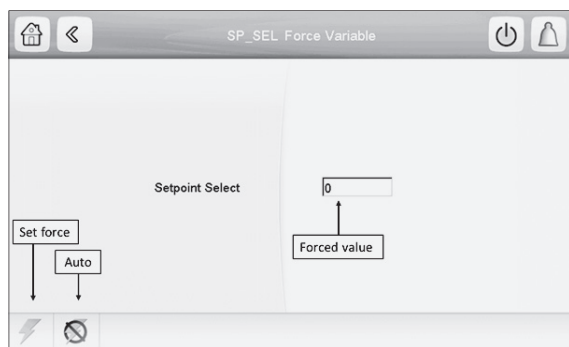 SP_SEL Force Variable
Setpoint Select
0
Set force
Forced value
Auto